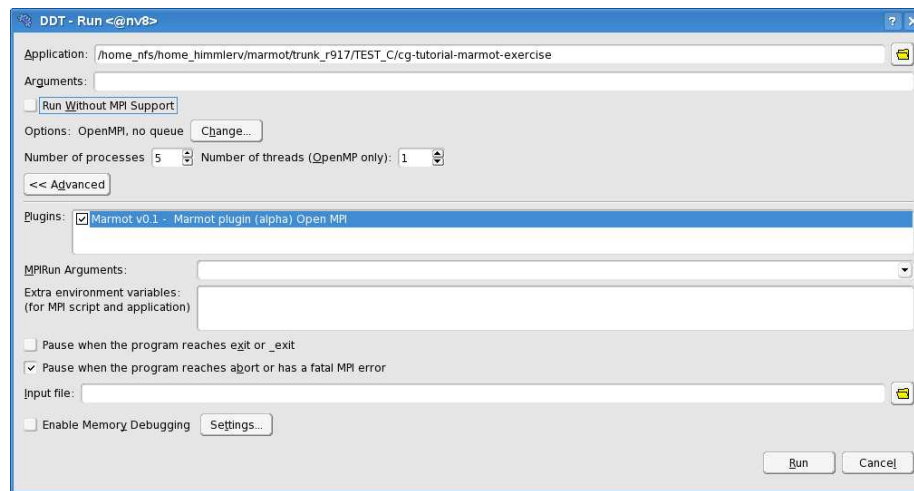 DDT - Run <@nv8>
Application: /home_nfs/home_himmlerv/marmot/trunk_r917/TEST_C/cg-tutorial-marmot-exercise
Arguments:
Run Without MPI Support
Options: OpenMPI, no queue Change...
Number of processes 5 Number of threads (OpenMP only): 1
<< Advanced
Plugins: Marmot v0.1 - Marmot plugin (alpha) Open MPI
MPIRun Arguments:
Extra environment variables:
(for MPI script and application)
Pause when the program reaches exit or _exit
Pause when the program reaches abort or has a fatal MPI error
Input file:
Enable Memory Debugging Settings...
Run Cancel